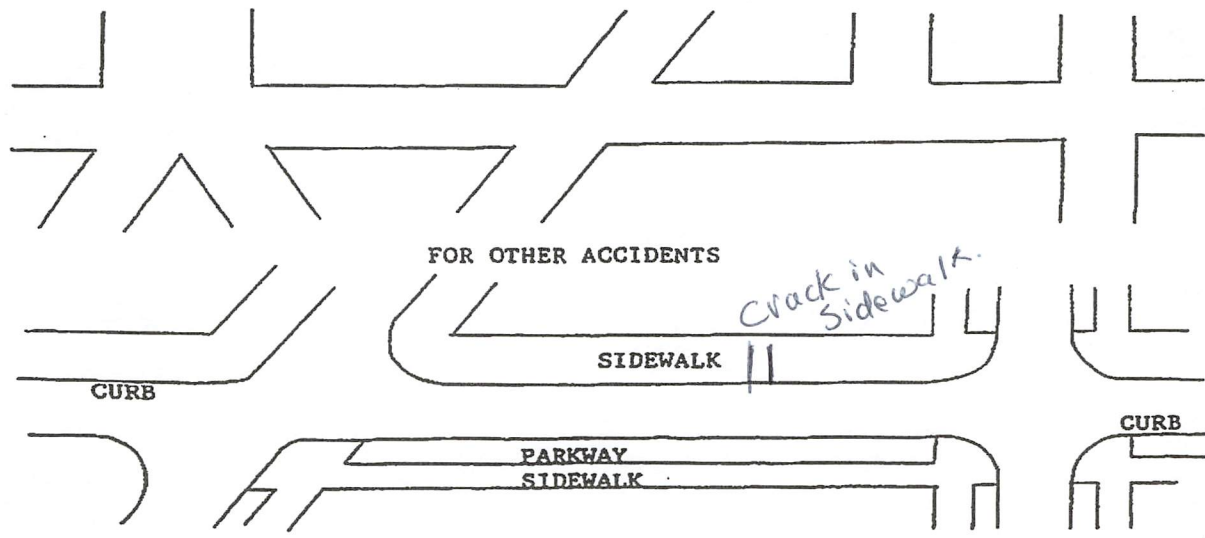 FOR OTHER ACCIDENTS
Crack in
Sidewalk.
SIDEWALK
CURB
CURB
PARKWAY
SIDEWALK